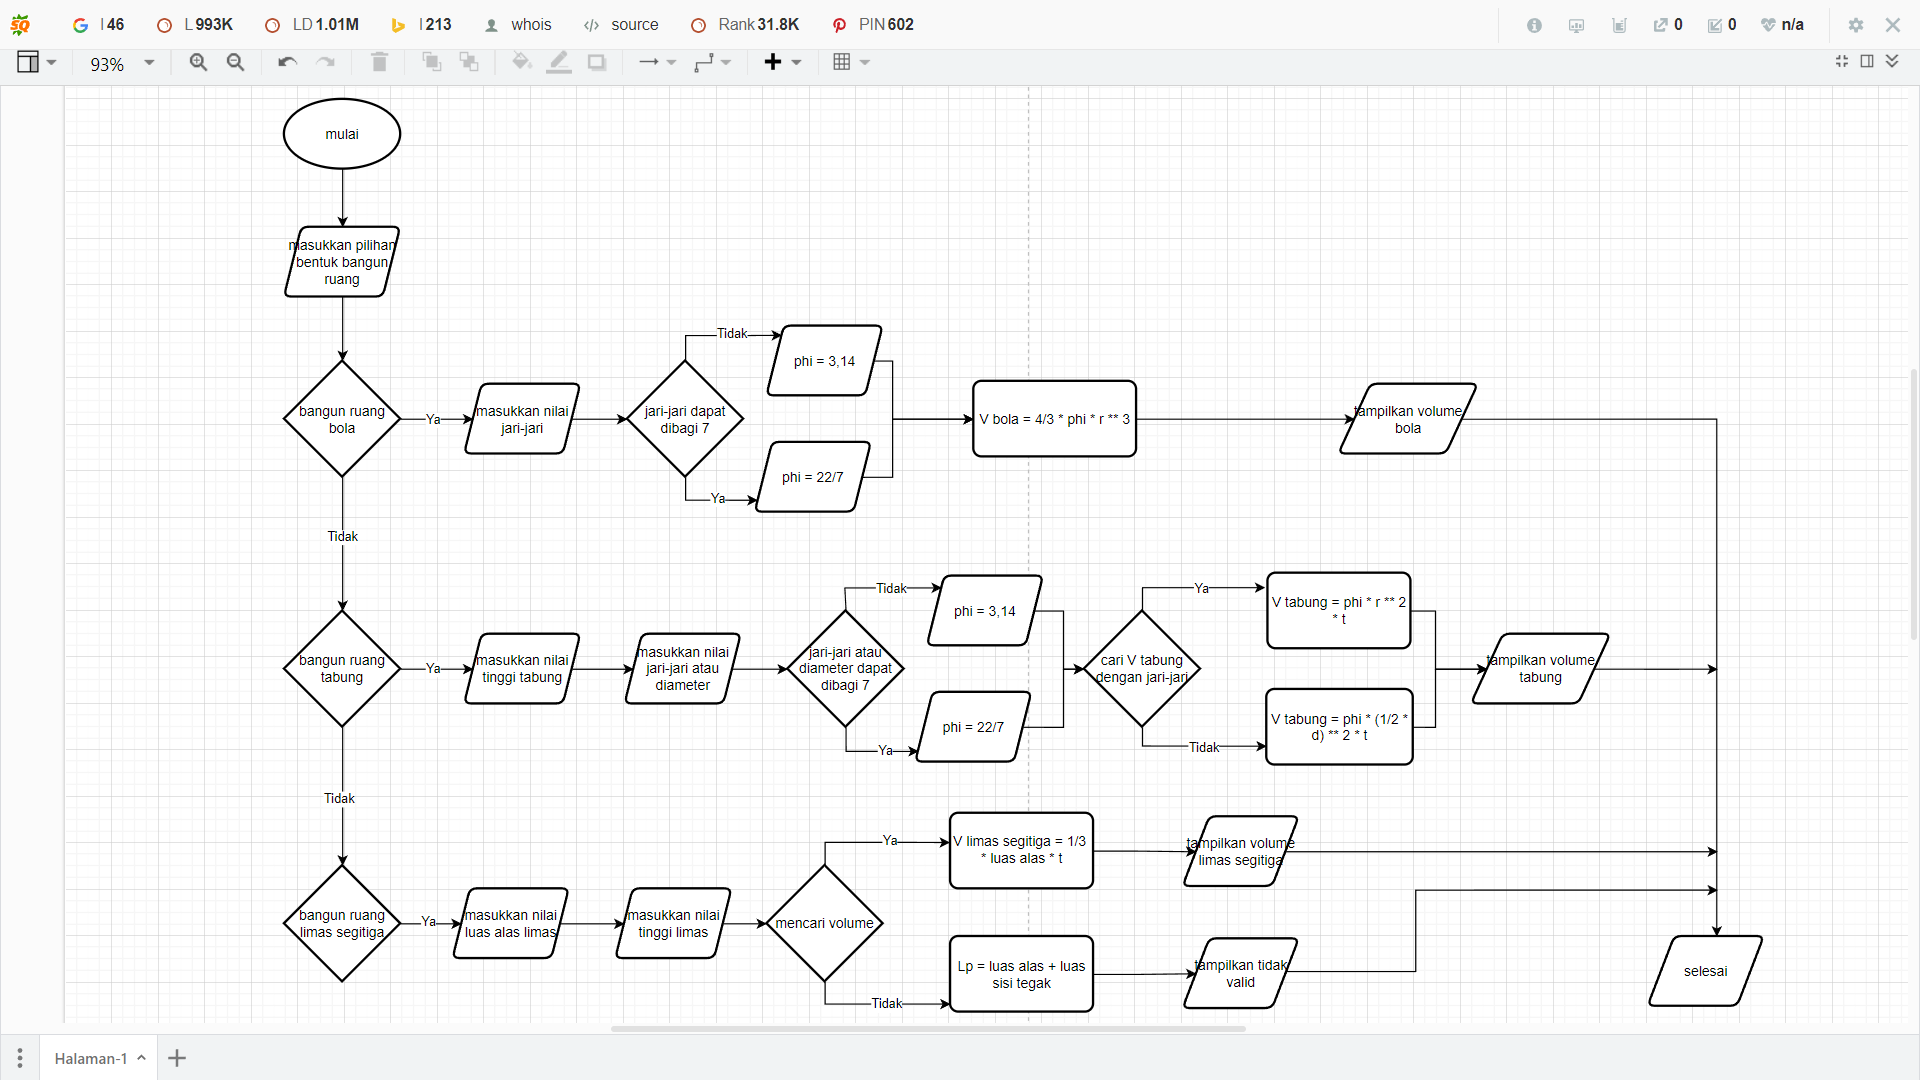 I 46
L 993K
LD 1.01M
I 213
whois
source
Rank 31.8K
PIN 602
0
0
n/a
93%
mulai
masukkan pilihan
bentuk bangun
ruang
Tidak
phi = 3,14
bangun ruang
bola
Ya
masukkan nilai
jari-jari
jari-jari dapat
dibagi 7
V bola = 4/3 * phi * r ** 3
tampilkan volume
bola
Ya
phi = 22/7
Tidak
Tidak
phi = 3,14
Ya
V tabung = phi * r ** 2
* t
bangun ruang
tabung
Ya
masukkan nilai
tinggi tabung
masukkan nilai
jari-jari atau
diameter
jari-jari atau
diameter dapat
dibagi 7
cari V tabung
dengan jari-jari
tampilkan volume
tabung
Ya
phi = 22/7
Tidak
V tabung = phi * (1/2 *
d) ** 2 * t
Tidak
Ya
V limas segitiga = 1/3
* luas alas * t
tampilkan volume
limas segitiga
bangun ruang
limas segitiga
Ya
masukkan nilai
luas alas limas
masukkan nilai
tinggi limas
mencari volume
Tidak
Lp = luas alas + luas
sisi tegak
tampilkan tidak
valid
selesai
Halaman-1